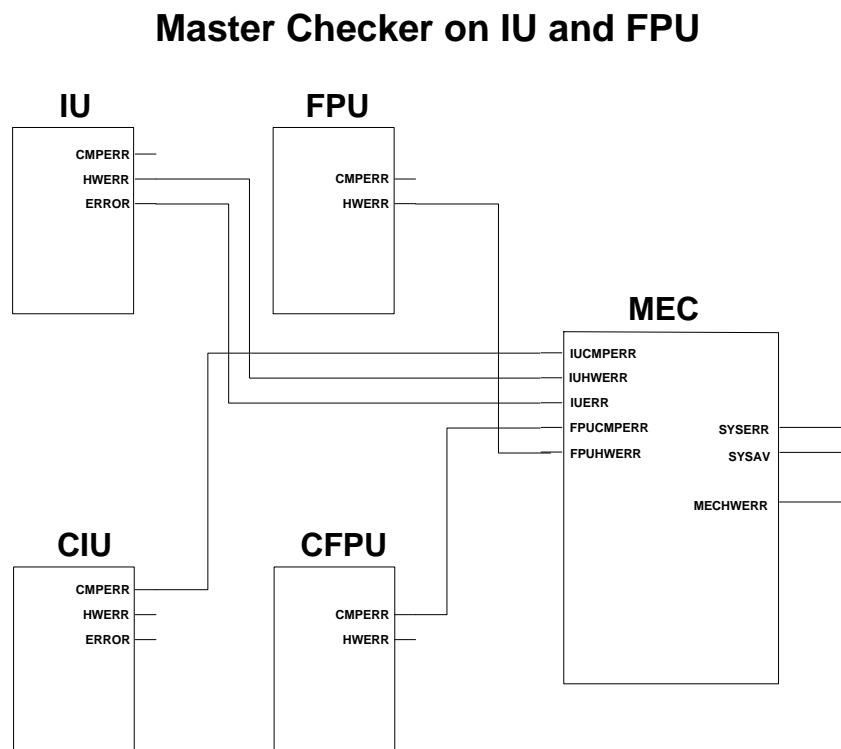 Master Checker on IU and FPU
IU
CMPERR
HWERR
ERROR
FPU
CMPERR
HWERR
MEC
IUCMPERR
IUHWERR
IUERR
FPUCMPERR
FPUHWERR
SYSERR
SYSAV
MECHWERR
CIU
CMPERR
HWERR
ERROR
CFPU
CMPERR
HWERR